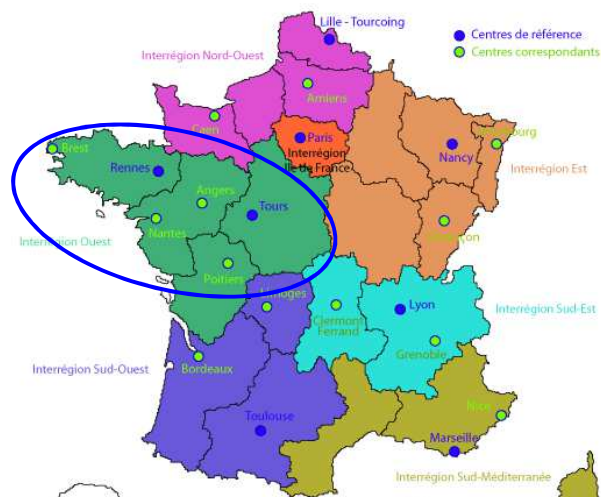 Lille - Tourcoing
Centres de référence
Centres correspondants
Interrégion Nord-Ouest
Amiens
Caen
Paris
Interrégion
Ile de France
Nancy
Interrégion Est
Brest
Rennes
Angers
Tours
Nantes
Interrégion Ouest
Poitiers
Limoges
Clermont
Ferrand
Lyon
Interrégion Sud-Est
Grenoble
Interrégion Sud-Ouest
Bordeaux
Toulouse
Nice
Marseille
Interrégion Sud-Méditerranée